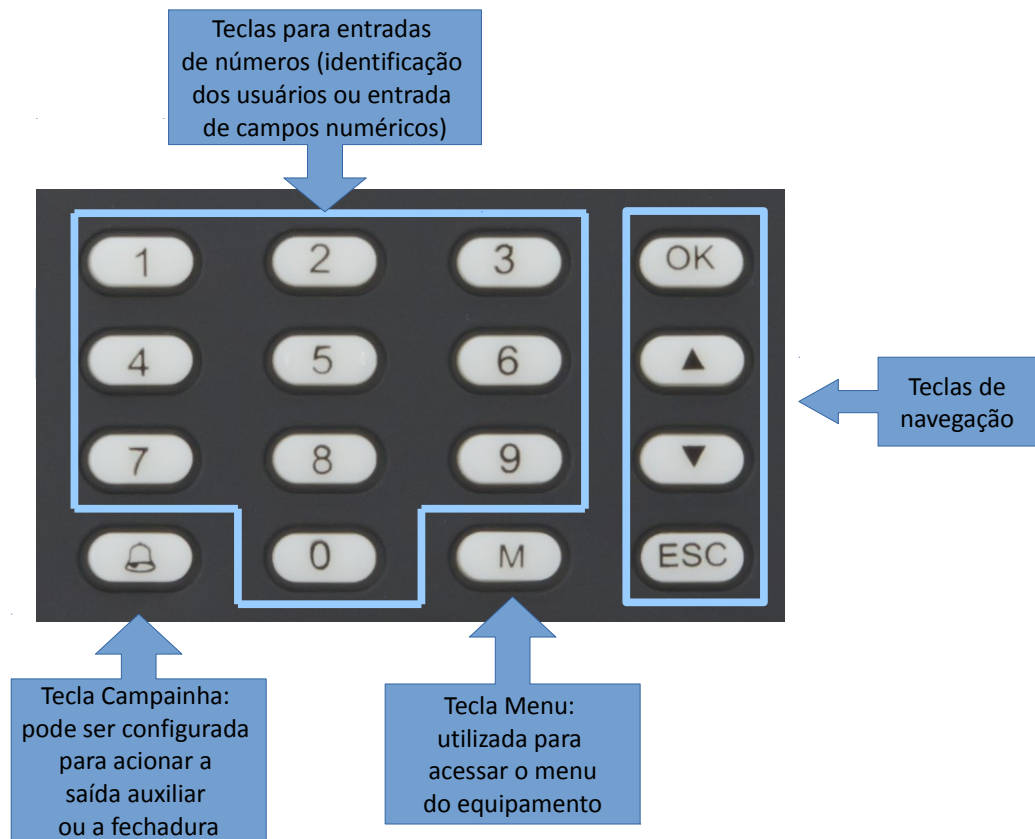 Teclas para entradas
de números (identificação
dos usuários ou entrada
de campos numéricos)
1 2 3 OK
4 5 6 ▲
7 8 9 ▼
0 M ESC
Teclas de
navegação
Tecla Campainha:
pode ser configurada
para acionar a
saída auxiliar
ou a fechadura
Tecla Menu:
utilizada para
acessar o menu
do equipamento